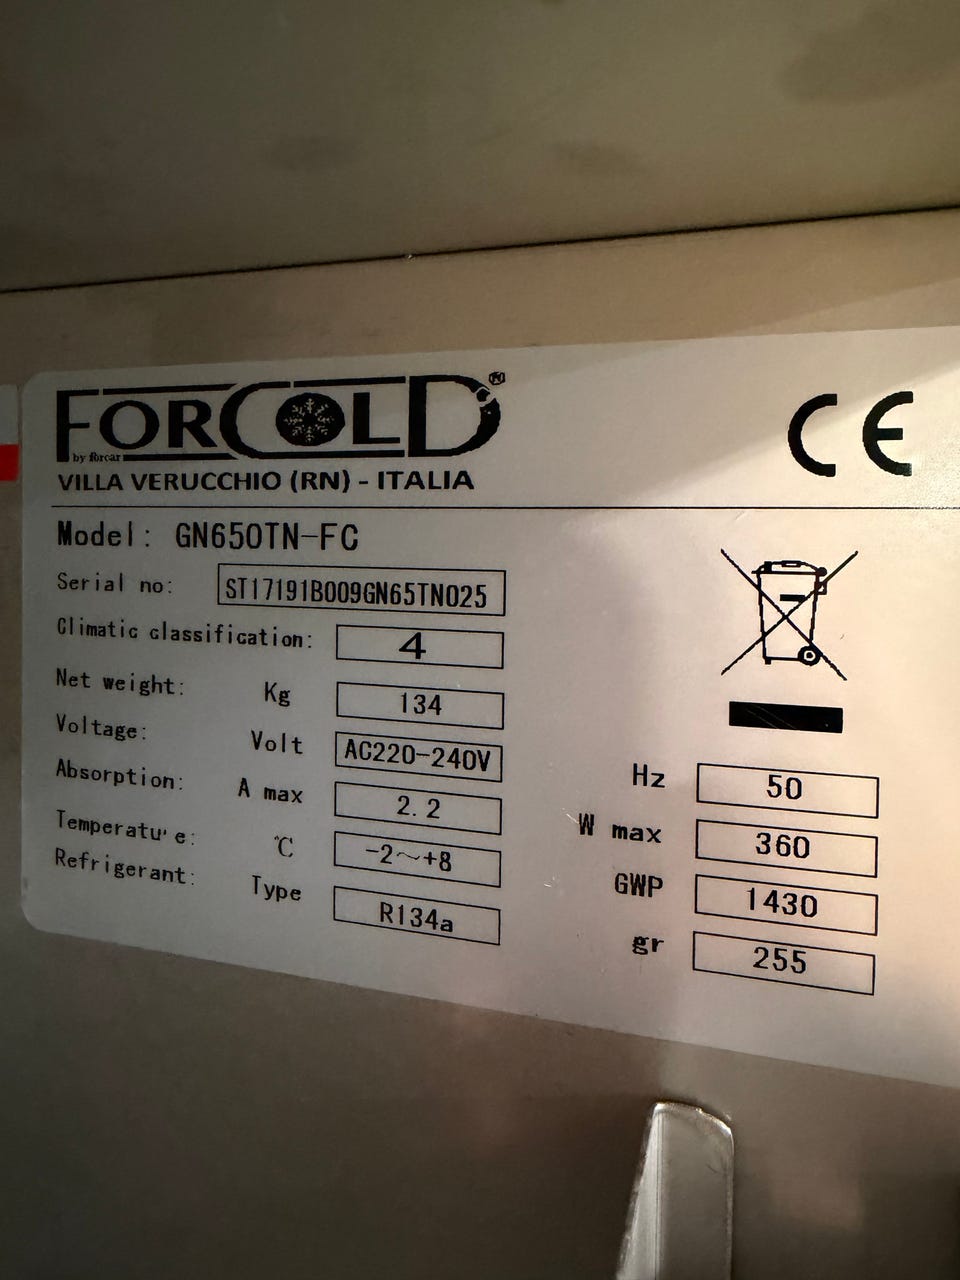 FORCOLD®
by forcar
VILLA VERUCCHIO (RN) - ITALIA
CE
Model: GN650TN-FC
Serial no: ST17191B009GN65TN025
Climatic classification: 4
Net weight: Kg 134
Voltage: Volt AC220-240V
Hz 50
Absorption: A max 2.2
W max 360
Temperature: ℃ -2~+8
GWP 1430
Refrigerant: Type R134a
gr 255